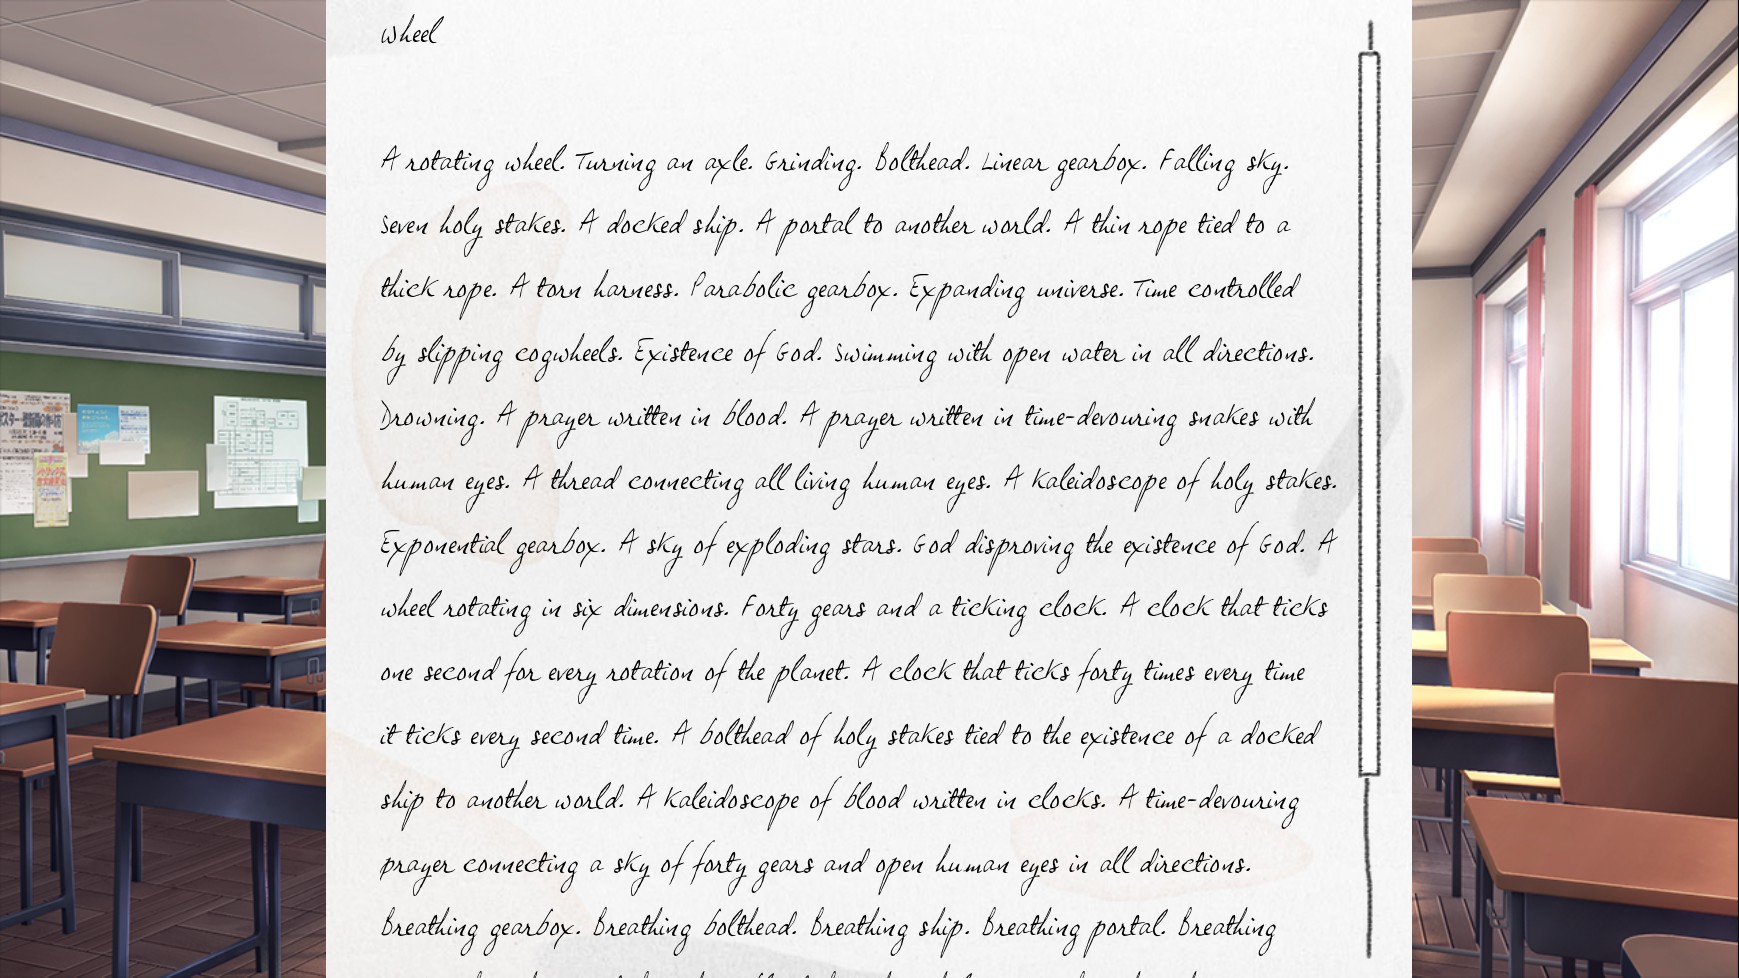 wheel
A rotating wheel. Turning an axle. Grinding. Bolthead. Linear gearbox. Falling sky.
Seven holy stakes. A docked ship. A portal to another world. A thin rope tied to a
thick rope. A torn harness. Parabolic gearbox. Expanding universe. Time controlled
by slipping cogwheels. Existence of God. Swimming with open water in all directions.
Drowning. A prayer written in blood. A prayer written in time-devouring snakes with
human eyes. A thread connecting all living human eyes. A kaleidoscope of holy stakes.
Exponential gearbox. A sky of exploding stars. God disproving the existence of God. A
wheel rotating in six dimensions. Forty gears and a ticking clock. A clock that ticks
one second for every rotation of the planet. A clock that ticks forty times every time
it ticks every second time. A bolthead of holy stakes tied to the existence of a docked
ship to another world. A kaleidoscope of blood written in clocks. A time-devouring
prayer connecting a sky of forty gears and open human eyes in all directions.
Breathing gearbox. Breathing bolthead. Breathing ship. Breathing portal. Breathing